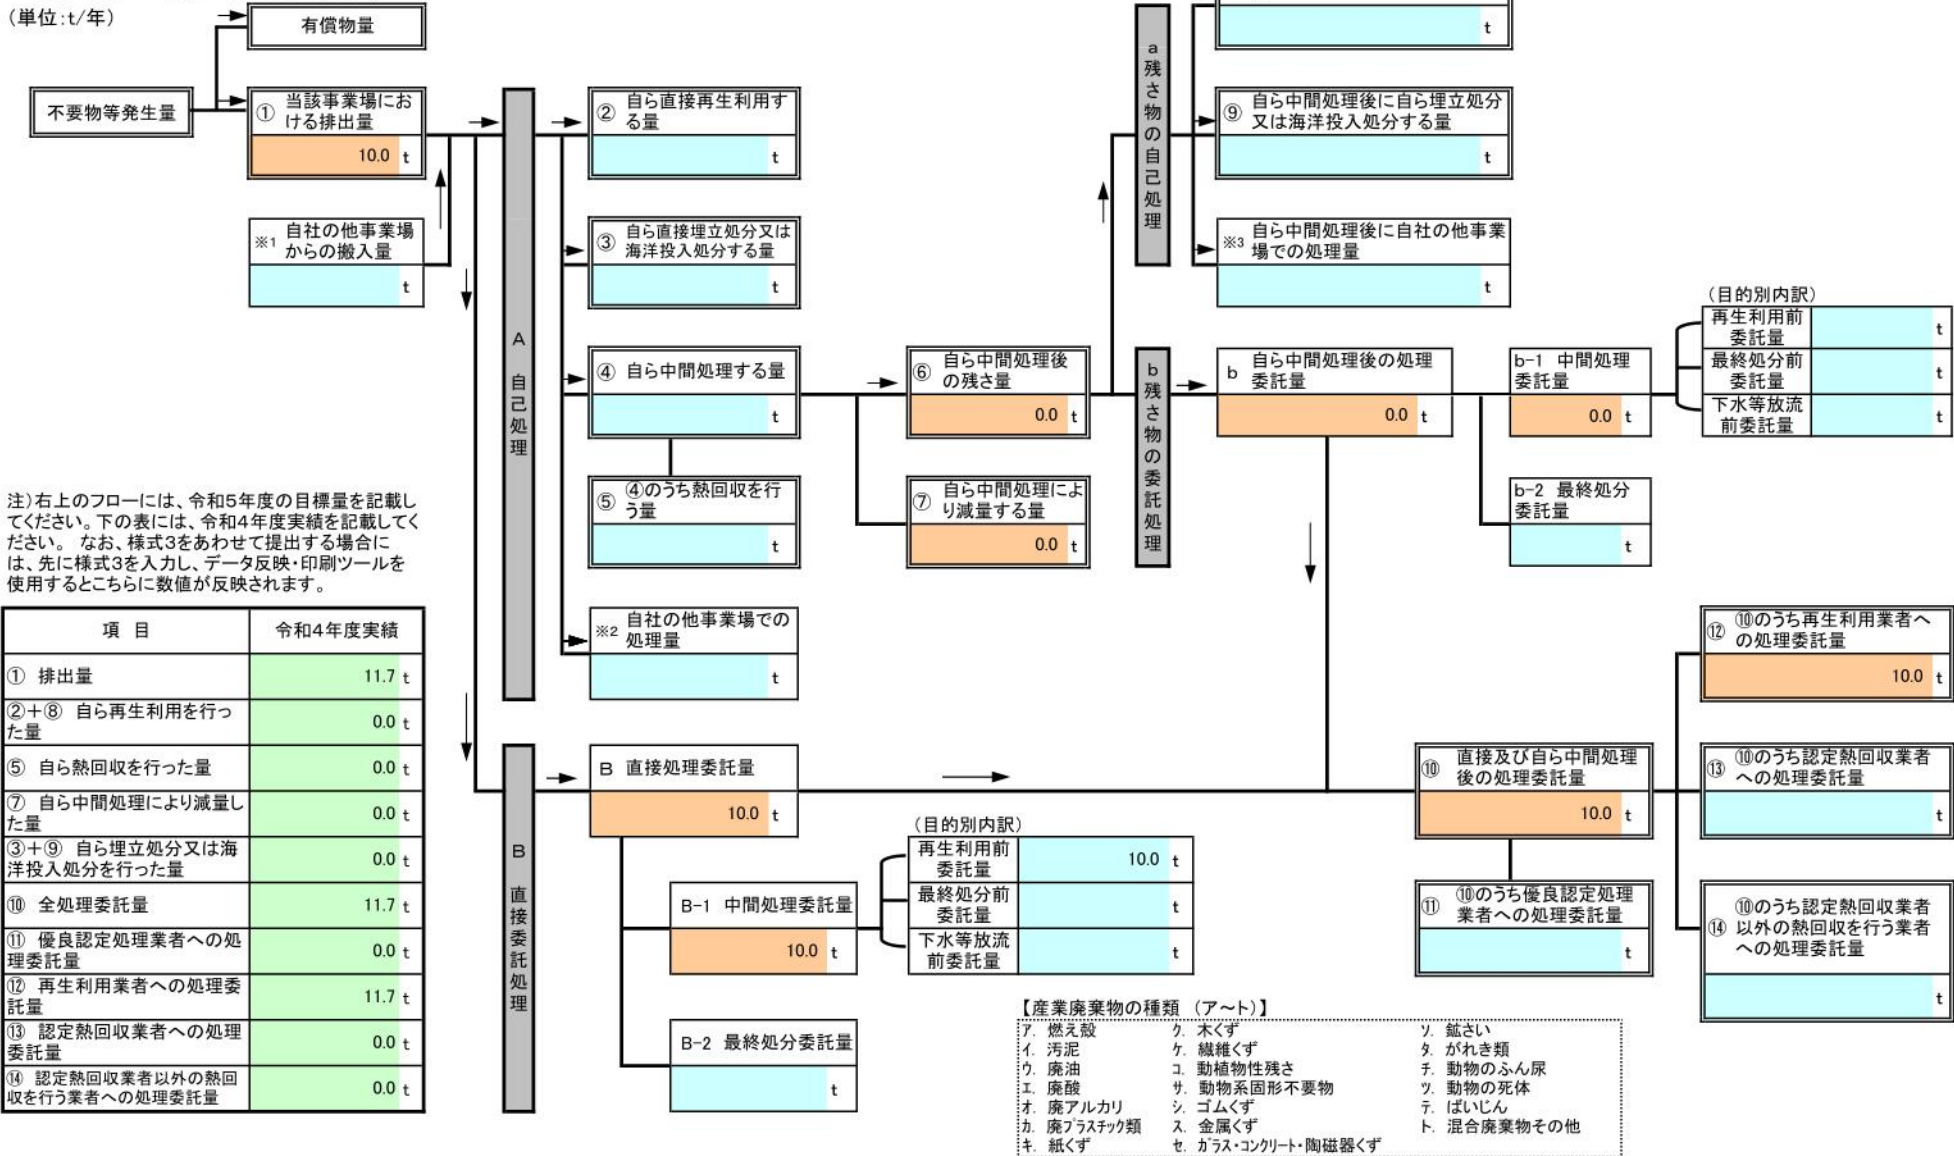 (単位:t/年)
有償物量
不要物等発生量
① 当該事業場にお
ける排出量
10.0 t
※1 自社の他事業場
からの搬入量
t
A 自己処理
② 自ら直接再生利用す
る量
t
③ 自ら直接埋立処分又は
海洋投入処分する量
t
④ 自ら中間処理する量
t
⑤ ④のうち熱回収を行
う量
t
※2 自社の他事業場での
処理量
t
⑥ 自ら中間処理後
の残さ量
0.0 t
⑦ 自ら中間処理によ
り減量する量
0.0 t
a 残さ物の自己処理
t
⑨ 自ら中間処理後に自ら埋立処分
又は海洋投入処分する量
t
※3 自ら中間処理後に自社の他事業
場での処理量
t
b 残さ物の委託処理
b 自ら中間処理後の処理
委託量
0.0 t
b-1 中間処理
委託量
0.0 t
b-2 最終処分
委託量
t
(目的別内訳)
再生利用前
委託量
t
最終処分前
委託量
t
下水等放流
前委託量
t
注)右上のフローには、令和5年度の目標量を記載し
てください。下の表には、令和4年度実績を記載してく
ださい。 なお、様式3をあわせて提出する場合に
は、先に様式3を入力し、データ反映・印刷ツールを
使用するとこちらに数値が反映されます。
項 目 令和4年度実績
① 排出量 11.7 t
②+⑧ 自ら再生利用を行っ
た量 0.0 t
⑤ 自ら熱回収を行った量 0.0 t
⑦ 自ら中間処理により減量し
た量 0.0 t
③+⑨ 自ら埋立処分又は海
洋投入処分を行った量 0.0 t
⑩ 全処理委託量 11.7 t
⑪ 優良認定処理業者への処
理委託量 0.0 t
⑫ 再生利用業者への処理委
託量 11.7 t
⑬ 認定熱回収業者への処理
委託量 0.0 t
⑭ 認定熱回収業者以外の熱回
収を行う業者への処理委託量 0.0 t
B 直接委託処理
B 直接処理委託量
10.0 t
B-1 中間処理委託量
10.0 t
B-2 最終処分委託量
t
(目的別内訳)
再生利用前
委託量
10.0 t
最終処分前
委託量
t
下水等放流
前委託量
t
⑩ 直接及び自ら中間処理
後の処理委託量
10.0 t
⑪ ⑩のうち優良認定処理
業者への処理委託量
t
⑫ ⑩のうち再生利用業者へ
の処理委託量
10.0 t
⑬ ⑩のうち認定熱回収業者
への処理委託量
t
⑭ ⑩のうち認定熱回収業者
以外の熱回収を行う業者
への処理委託量
t
【産業廃棄物の種類 (ア~ト)】
ア. 燃え殻 ク. 木くず ソ. 鉱さい
イ. 汚泥 ケ. 繊維くず タ. がれき類
ウ. 廃油 コ. 動植物性残さ チ. 動物のふん尿
エ. 廃酸 サ. 動物系固形不要物 ツ. 動物の死体
オ. 廃アルカリ シ. ゴムくず テ. ばいじん
カ. 廃プラスチック類 ス. 金属くず ト. 混合廃棄物その他
キ. 紙くず セ. ガラス・コンクリート・陶磁器くず